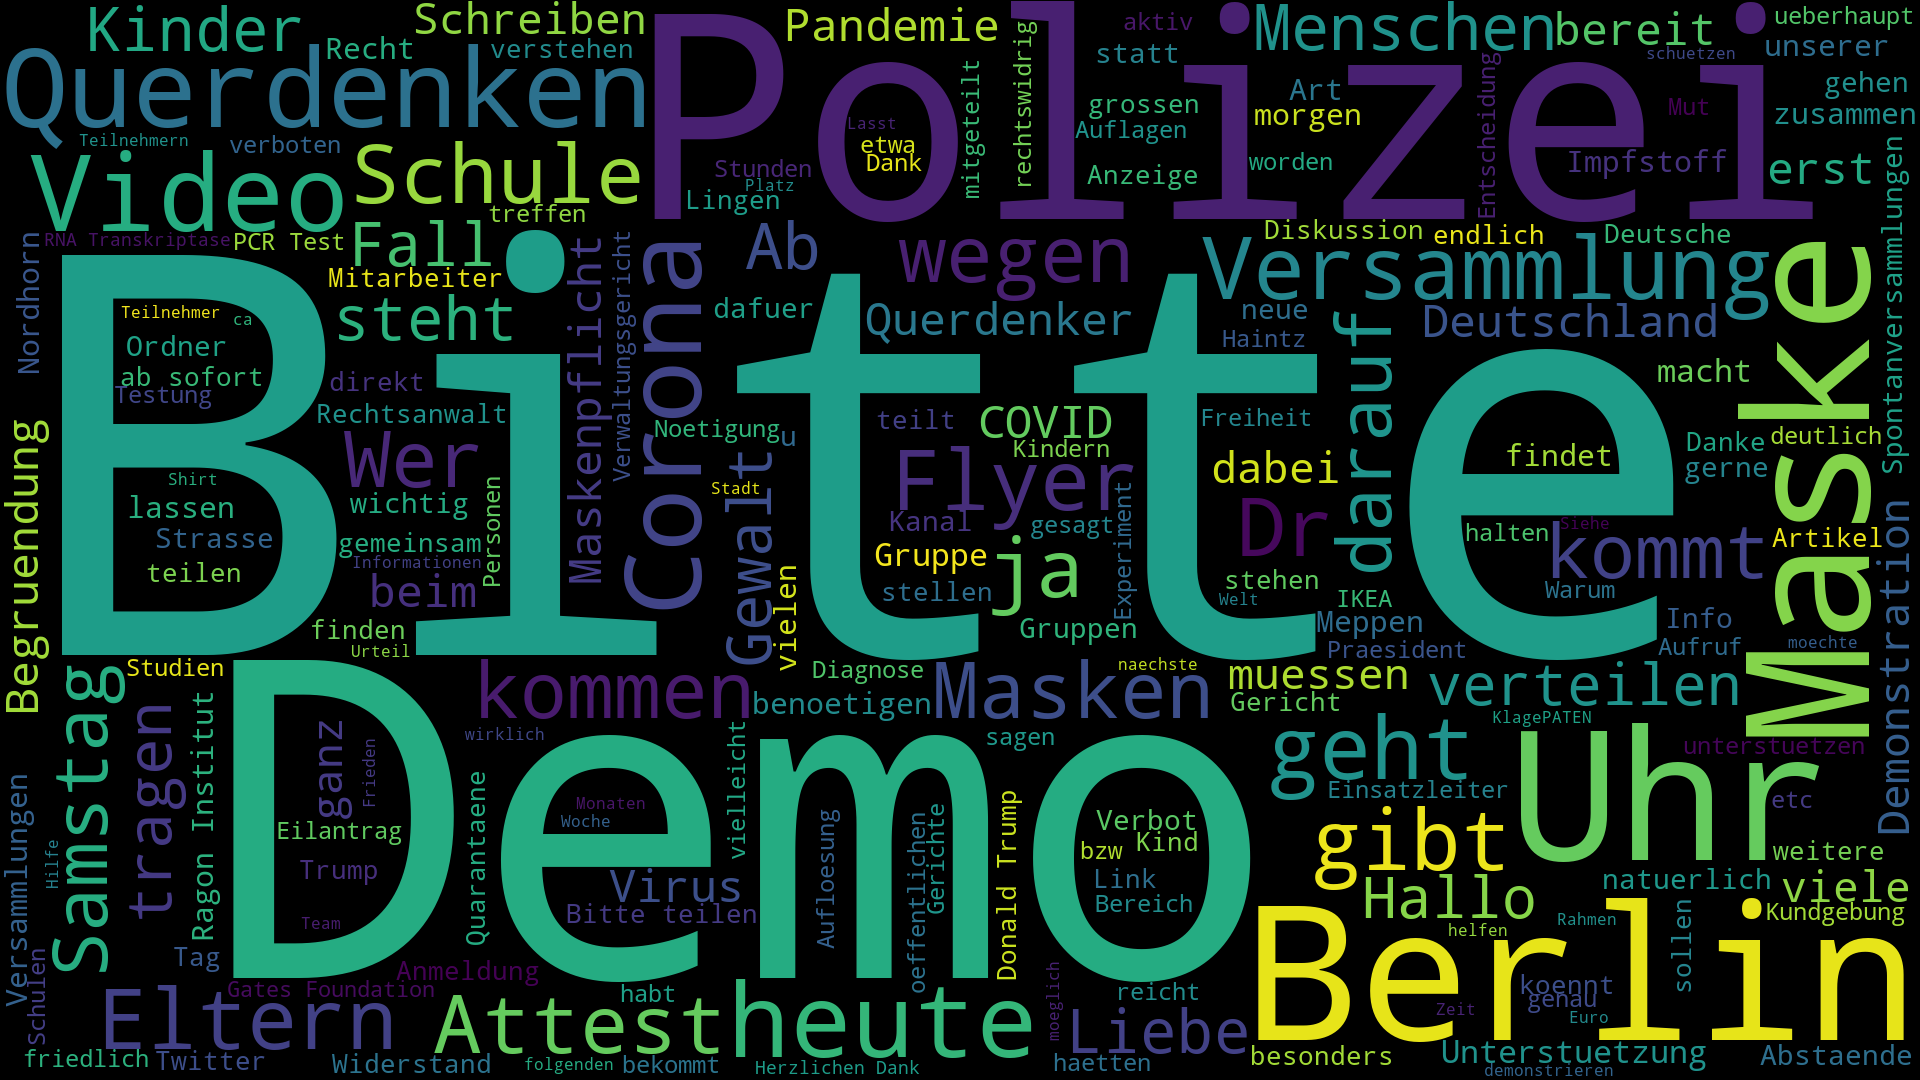 Kinder
Recht
Schreiben
verstehen
Querdenken
Polizei
Pandemie
aktiv
statt
Menschen
bereit
ueberhaupt
schuetzen
unserer
gehen
zusammen
Teilnehmern
verboten
Video
Schule
treffen
Stunden
Platz
Lingen
Lasst
etwa
Dank
mitgeteilt
rechtswidrig
grossen
Auflagen
Anzeige
Art
morgen
worden
Entscheidung
Impfstoff
Mut
erst
Spontanversammlungen
RNA Transkriptase
PCR Test
Fall
Mitarbeiter
steht
Maskenpflicht
Verwaltungsgericht
Corona
Ab
dafuer
wegen
Querdenker
Diskussion
endlich
Deutsche
Versammlung
neue
Haintz
Deutschland
darauf
macht
Maske
Nordhorn
Bitte
Teilnehmer
ca
Ordner
ab sofort
Testung
direkt
Rechtsanwalt
Noetigung
u
teilt
COVID
Kindern
Freiheit
Danke
gerne
deutlich
findet
Begruendung
Wer
Shirt
lassen
Strasse
teilen
wichtig
gemeinsam
Informationen
Personen
beim
finden
Urteil
Gewalt
Stadt
vielen
Flyer
Kanal
gesagt
Gruppe
stellen
ja
Gruppen
Experiment
dabei
Dr
stehen
Welt
IKEA
Meppen
Praesident
halten
Siehe
kommt
Warum
Artikel
Info
Aufruf
moechte
Demonstration
Studien
Samstag
tragen
Ragon Institut
kommen
wirklich
Diagnose
benoetigen
Masken
naechste
sagen
muessen
Gericht
verteilen
KlagePATEN
unterstuetzen
Demo
ganz
Frieden
Eilantrag
Trump
Team
Quarantaene
Monaten
Woche
Virus
Bitte teilen
vielleicht
Aufloesung
oeffentlichen
Gerichte
Donald Trump
Verbot
bzw
Kind
Link
Bereich
geht
Einsatzleiter
Uhr
etc
weitere
gibt
Hallo
helfen
natuerlich
viele
Kundgebung
Rahmen
sollen
Berlin
Versammlungen
Hilfe
Schulen
Tag
Gates Foundation
Anmeldung
Eltern
Attest
heute
habt
moeglich
reicht
Liebe
haetten
koennt
genau
Zeit
Euro
friedlich
Twitter
Widerstand
folgenden
bekommt
Herzlichen Dank
besonders
Unterstuetzung
demonstrieren
Abstaende